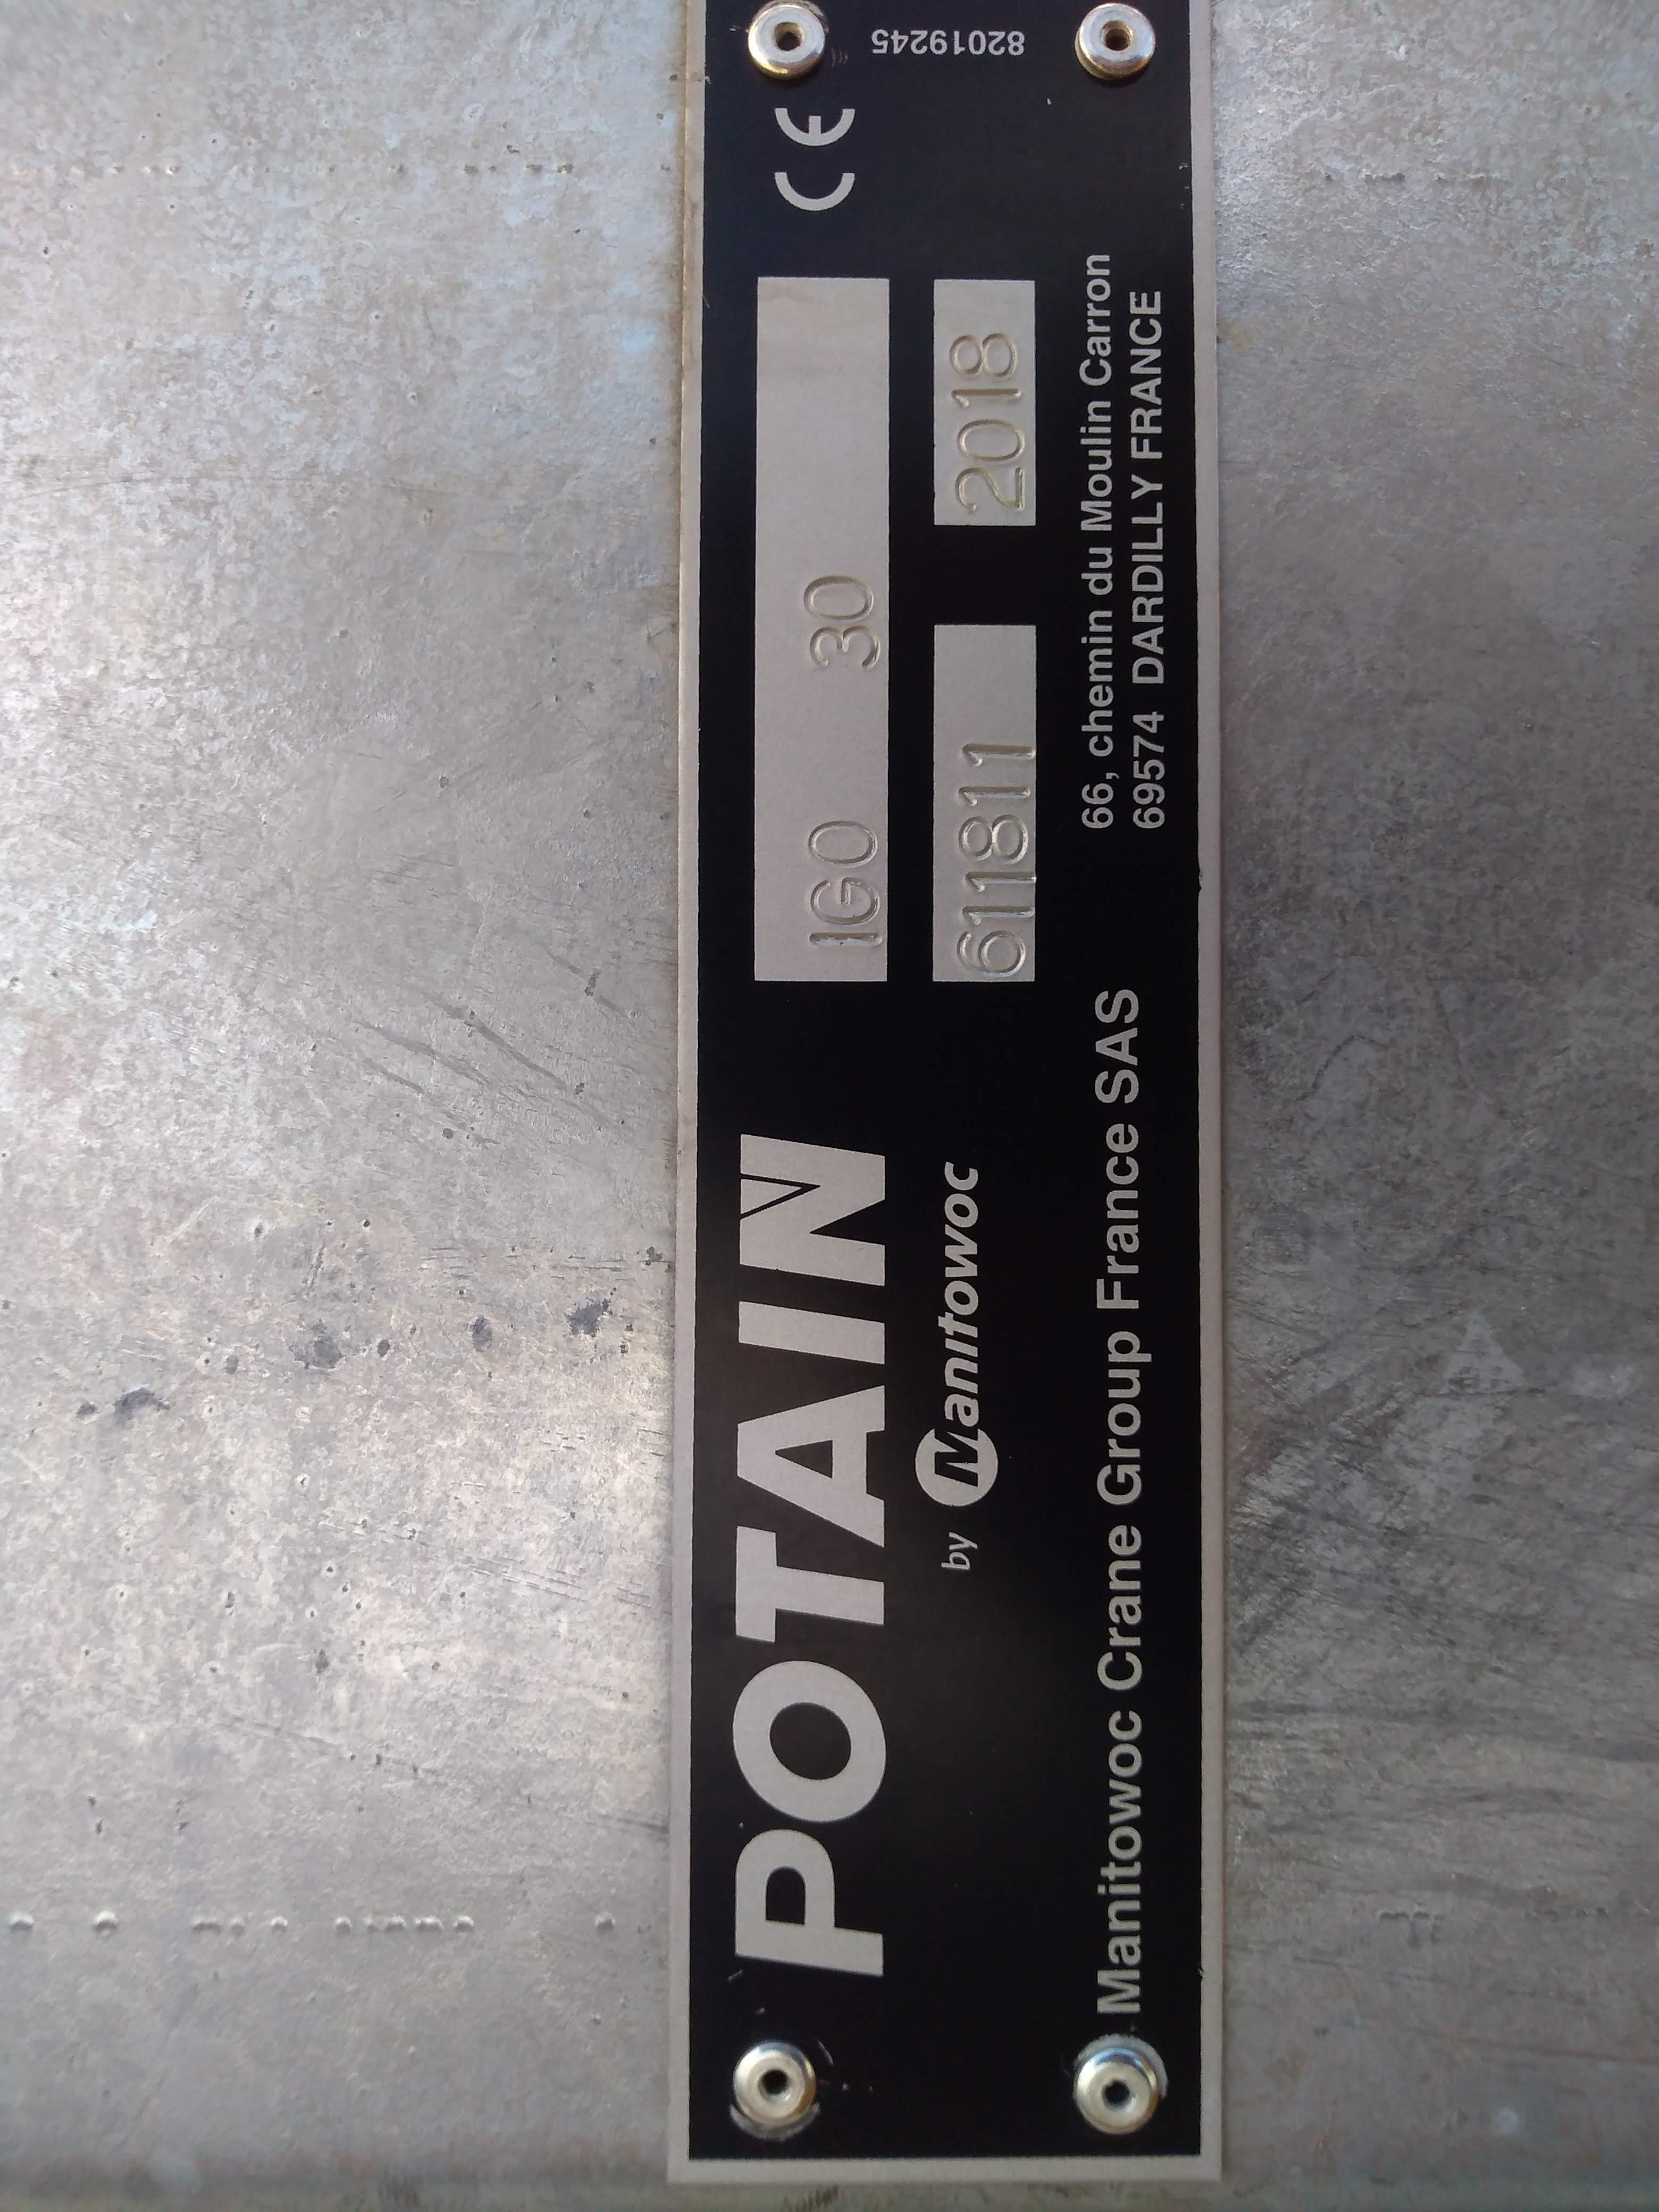 POTAIN
by Manitowoc
IGO 30
611811 2018
CE
Manitowoc Crane Group France SAS
66, chemin du Moulin Carron
69574 DARDILLY FRANCE
82019245